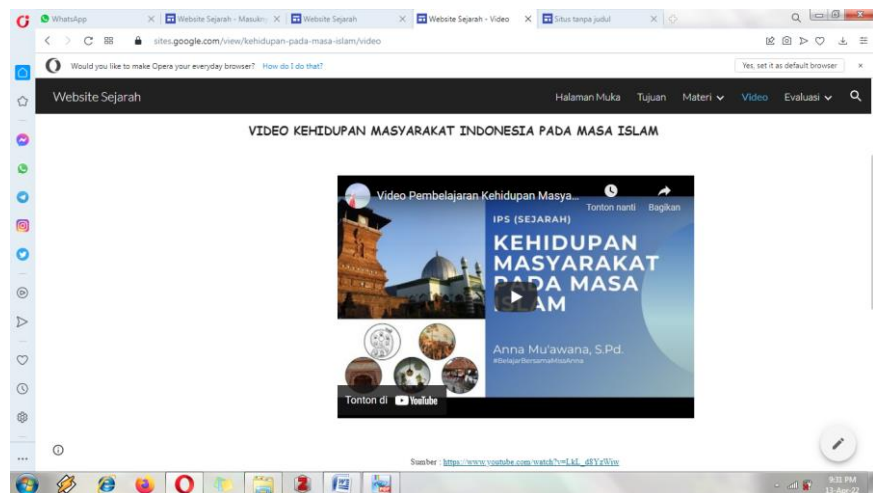 WhatsApp
Website Sejarah - Masukny
Website Sejarah
Website Sejarah - Video
Situs tanpa judul
sites.google.com/view/kehidupan-pada-masa-islam/video
Would you like to make Opera your everyday browser? How do I do that?
Yes, set it as default browser
Website Sejarah
Halaman Muka Tujuan Materi Video Evaluasi
VIDEO KEHIDUPAN MASYARAKAT INDONESIA PADA MASA ISLAM
Video Pembelajaran Kehidupan Masya...
Tonton nanti Bagikan
IPS (SEJARAH)
KEHIDUPAN
MASYARAKAT
PADA MASA
ISLAM
Anna Mu'awana, S.Pd.
#BelajarBersamaMissAnna
Tonton di YouTube
Sumber : https://www.youtube.com/watch?v=LkL_d8YzWiw
9:31 PM
13-Apr-22